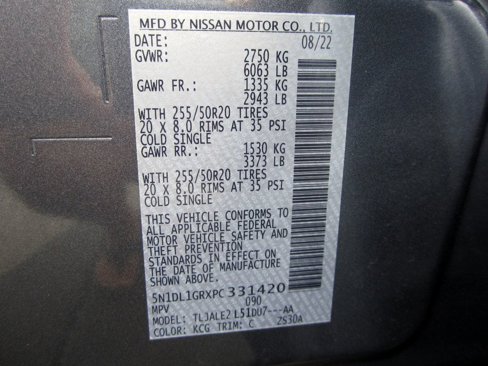 MFD BY NISSAN MOTOR CO., LTD.
DATE: 08/22
GVWR: 2750 KG
6063 LB
GAWR FR.: 1335 KG
2943 LB
WITH 255/50R20 TIRES
20 X 8.0 RIMS AT 35 PSI
COLD SINGLE
GAWR RR.: 1530 KG
3373 LB
WITH 255/50R20 TIRES
20 X 8.0 RIMS AT 35 PSI
COLD SINGLE
THIS VEHICLE CONFORMS TO
ALL APPLICABLE FEDERAL
MOTOR VEHICLE SAFETY AND
THEFT PREVENTION
STANDARDS IN EFFECT ON
THE DATE OF MANUFACTURE
SHOWN ABOVE.
5N1DL1GRXPC331420
MPV 090
MODEL: TLJALE2 L51DU7---AA
COLOR: KCG TRIM: C ZS30A